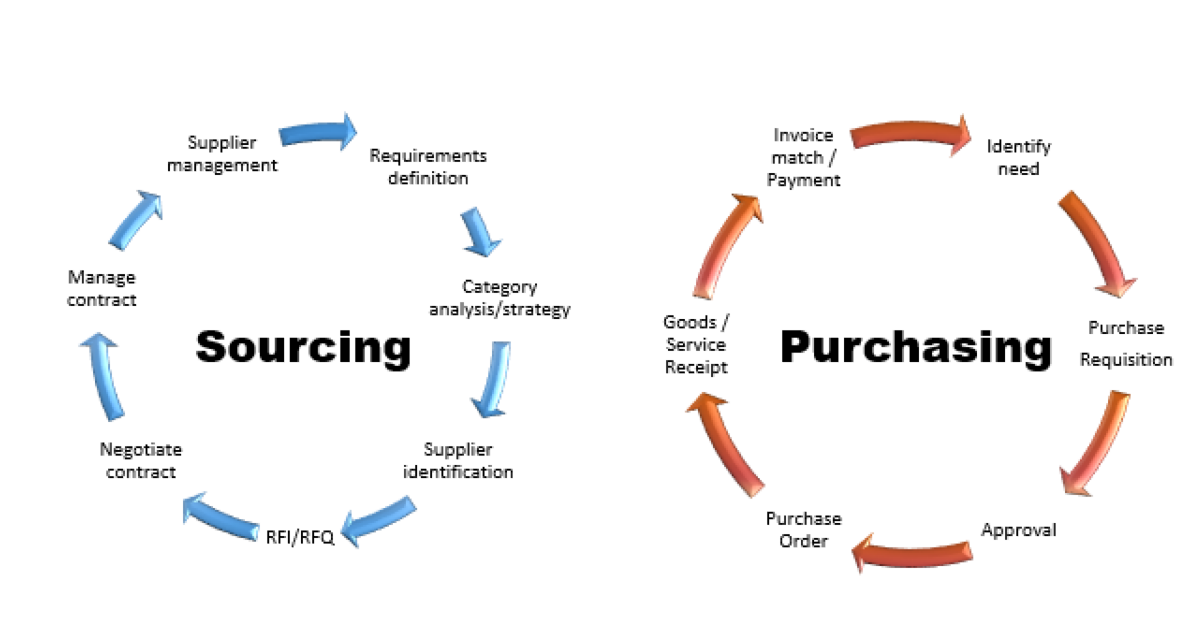 Supplier
management
Requirements
definition
Category
analysis/strategy
Supplier
identification
RFI/RFQ
Negotiate
contract
Manage
contract
Sourcing
Invoice
match /
Payment
Identify
need
Purchase
Requisition
Approval
Purchase
Order
Goods /
Service
Receipt
Purchasing